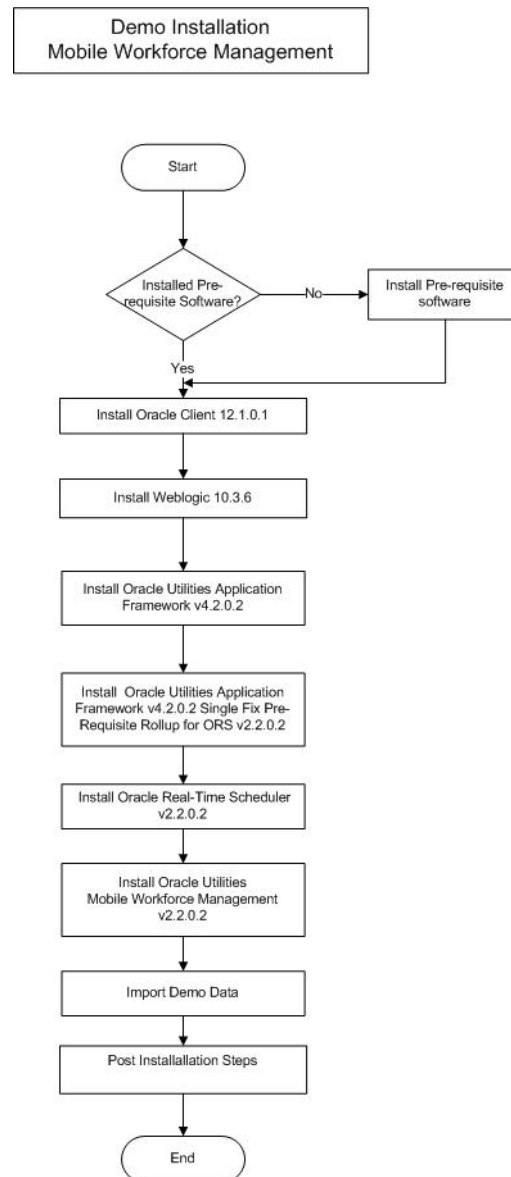 Demo Installation
Mobile Workforce Management
Start
Installed Pre-
requisite Software?
No
Install Pre-requisite
software
Yes
Install Oracle Client 12.1.0.1
Install Weblogic 10.3.6
Install Oracle Utilities Application
Framework v4.2.0.2
Install Oracle Utilities Application
Framework v4.2.0.2 Single Fix Pre-
Requisite Rollup for ORS v2.2.0.2
Install Oracle Real-Time Scheduler
v2.2.0.2
Install Oracle Utilities
Mobile Workforce Management
v2.2.0.2
Import Demo Data
Post Installallation Steps
End